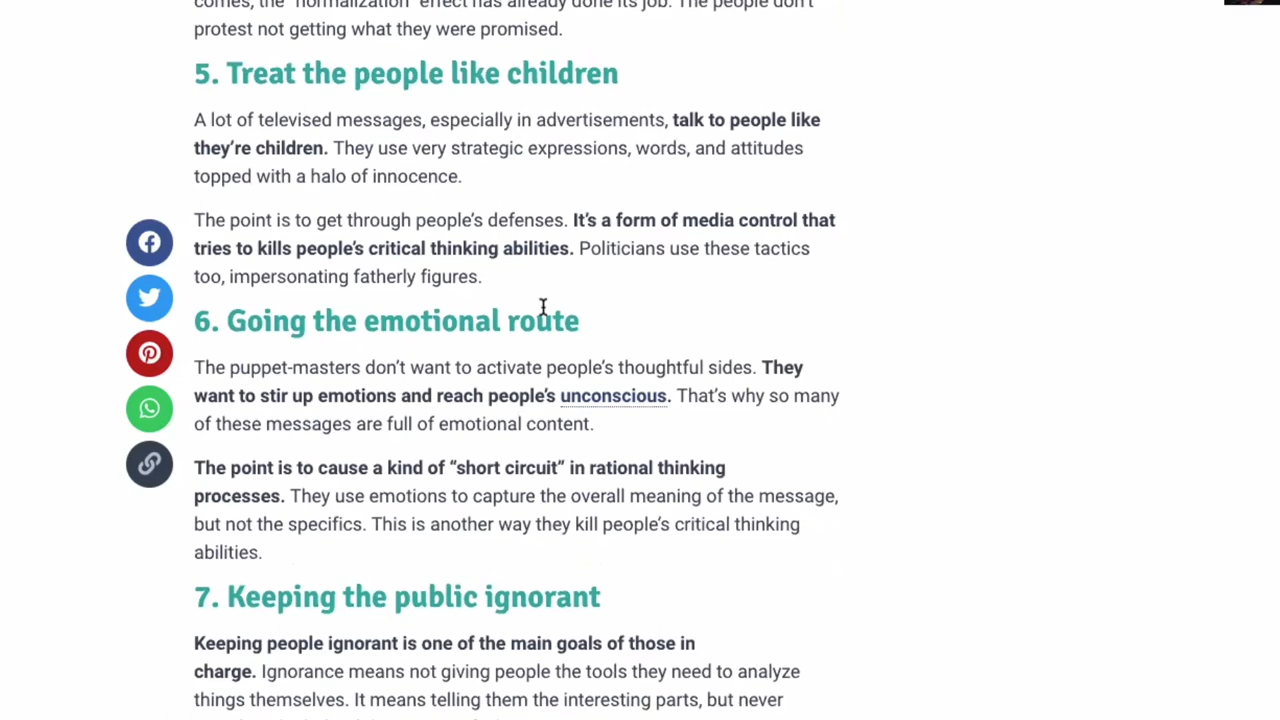 comes, the "normalization" effect has already done its job. The people don't
protest not getting what they were promised.
5. Treat the people like children
A lot of televised messages, especially in advertisements, talk to people like
they're children. They use very strategic expressions, words, and attitudes
topped with a halo of innocence.
The point is to get through people's defenses. It's a form of media control that
tries to kills people's critical thinking abilities. Politicians use these tactics
too, impersonating fatherly figures.
6. Going the emotional route
The puppet-masters don't want to activate people's thoughtful sides. They
want to stir up emotions and reach people's unconscious. That's why so many
of these messages are full of emotional content.
The point is to cause a kind of “short circuit” in rational thinking
processes. They use emotions to capture the overall meaning of the message,
but not the specifics. This is another way they kill people's critical thinking
abilities.
7. Keeping the public ignorant
Keeping people ignorant is one of the main goals of those in
charge. Ignorance means not giving people the tools they need to analyze
things themselves. It means telling them the interesting parts, but never